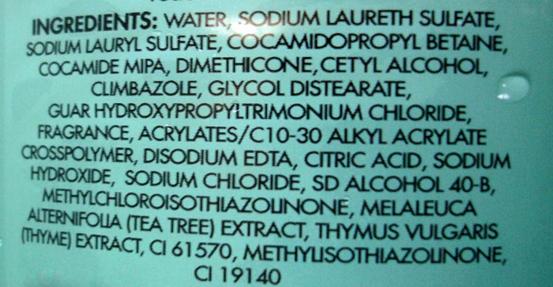 INGREDIENTS: WATER, SODIUM LAURETH SULFATE,
SODIUM LAURYL SULFATE, COCAMIDOPROPYL BETAINE,
COCAMIDE MIPA, DIMETHICONE, CETYL ALCOHOL,
CLIMBAZOLE, GLYCOL DISTEARATE,
GUAR HYDROXYPROPYLTRIMONIUM CHLORIDE,
FRAGRANCE, ACRYLATES/C10-30 ALKYL ACRYLATE
CROSSPOLYMER, DISODIUM EDTA, CITRIC ACID, SODIUM
HYDROXIDE, SODIUM CHLORIDE, SD ALCOHOL 40-B,
METHYLCHLOROISOTHIAZOLINONE, MELALEUCA
ALTERNIFOLIA (TEA TREE) EXTRACT, THYMUS VULGARIS
(THYME) EXTRACT, CI 61570, METHYLISOTHIAZOLINONE,
CI 19140